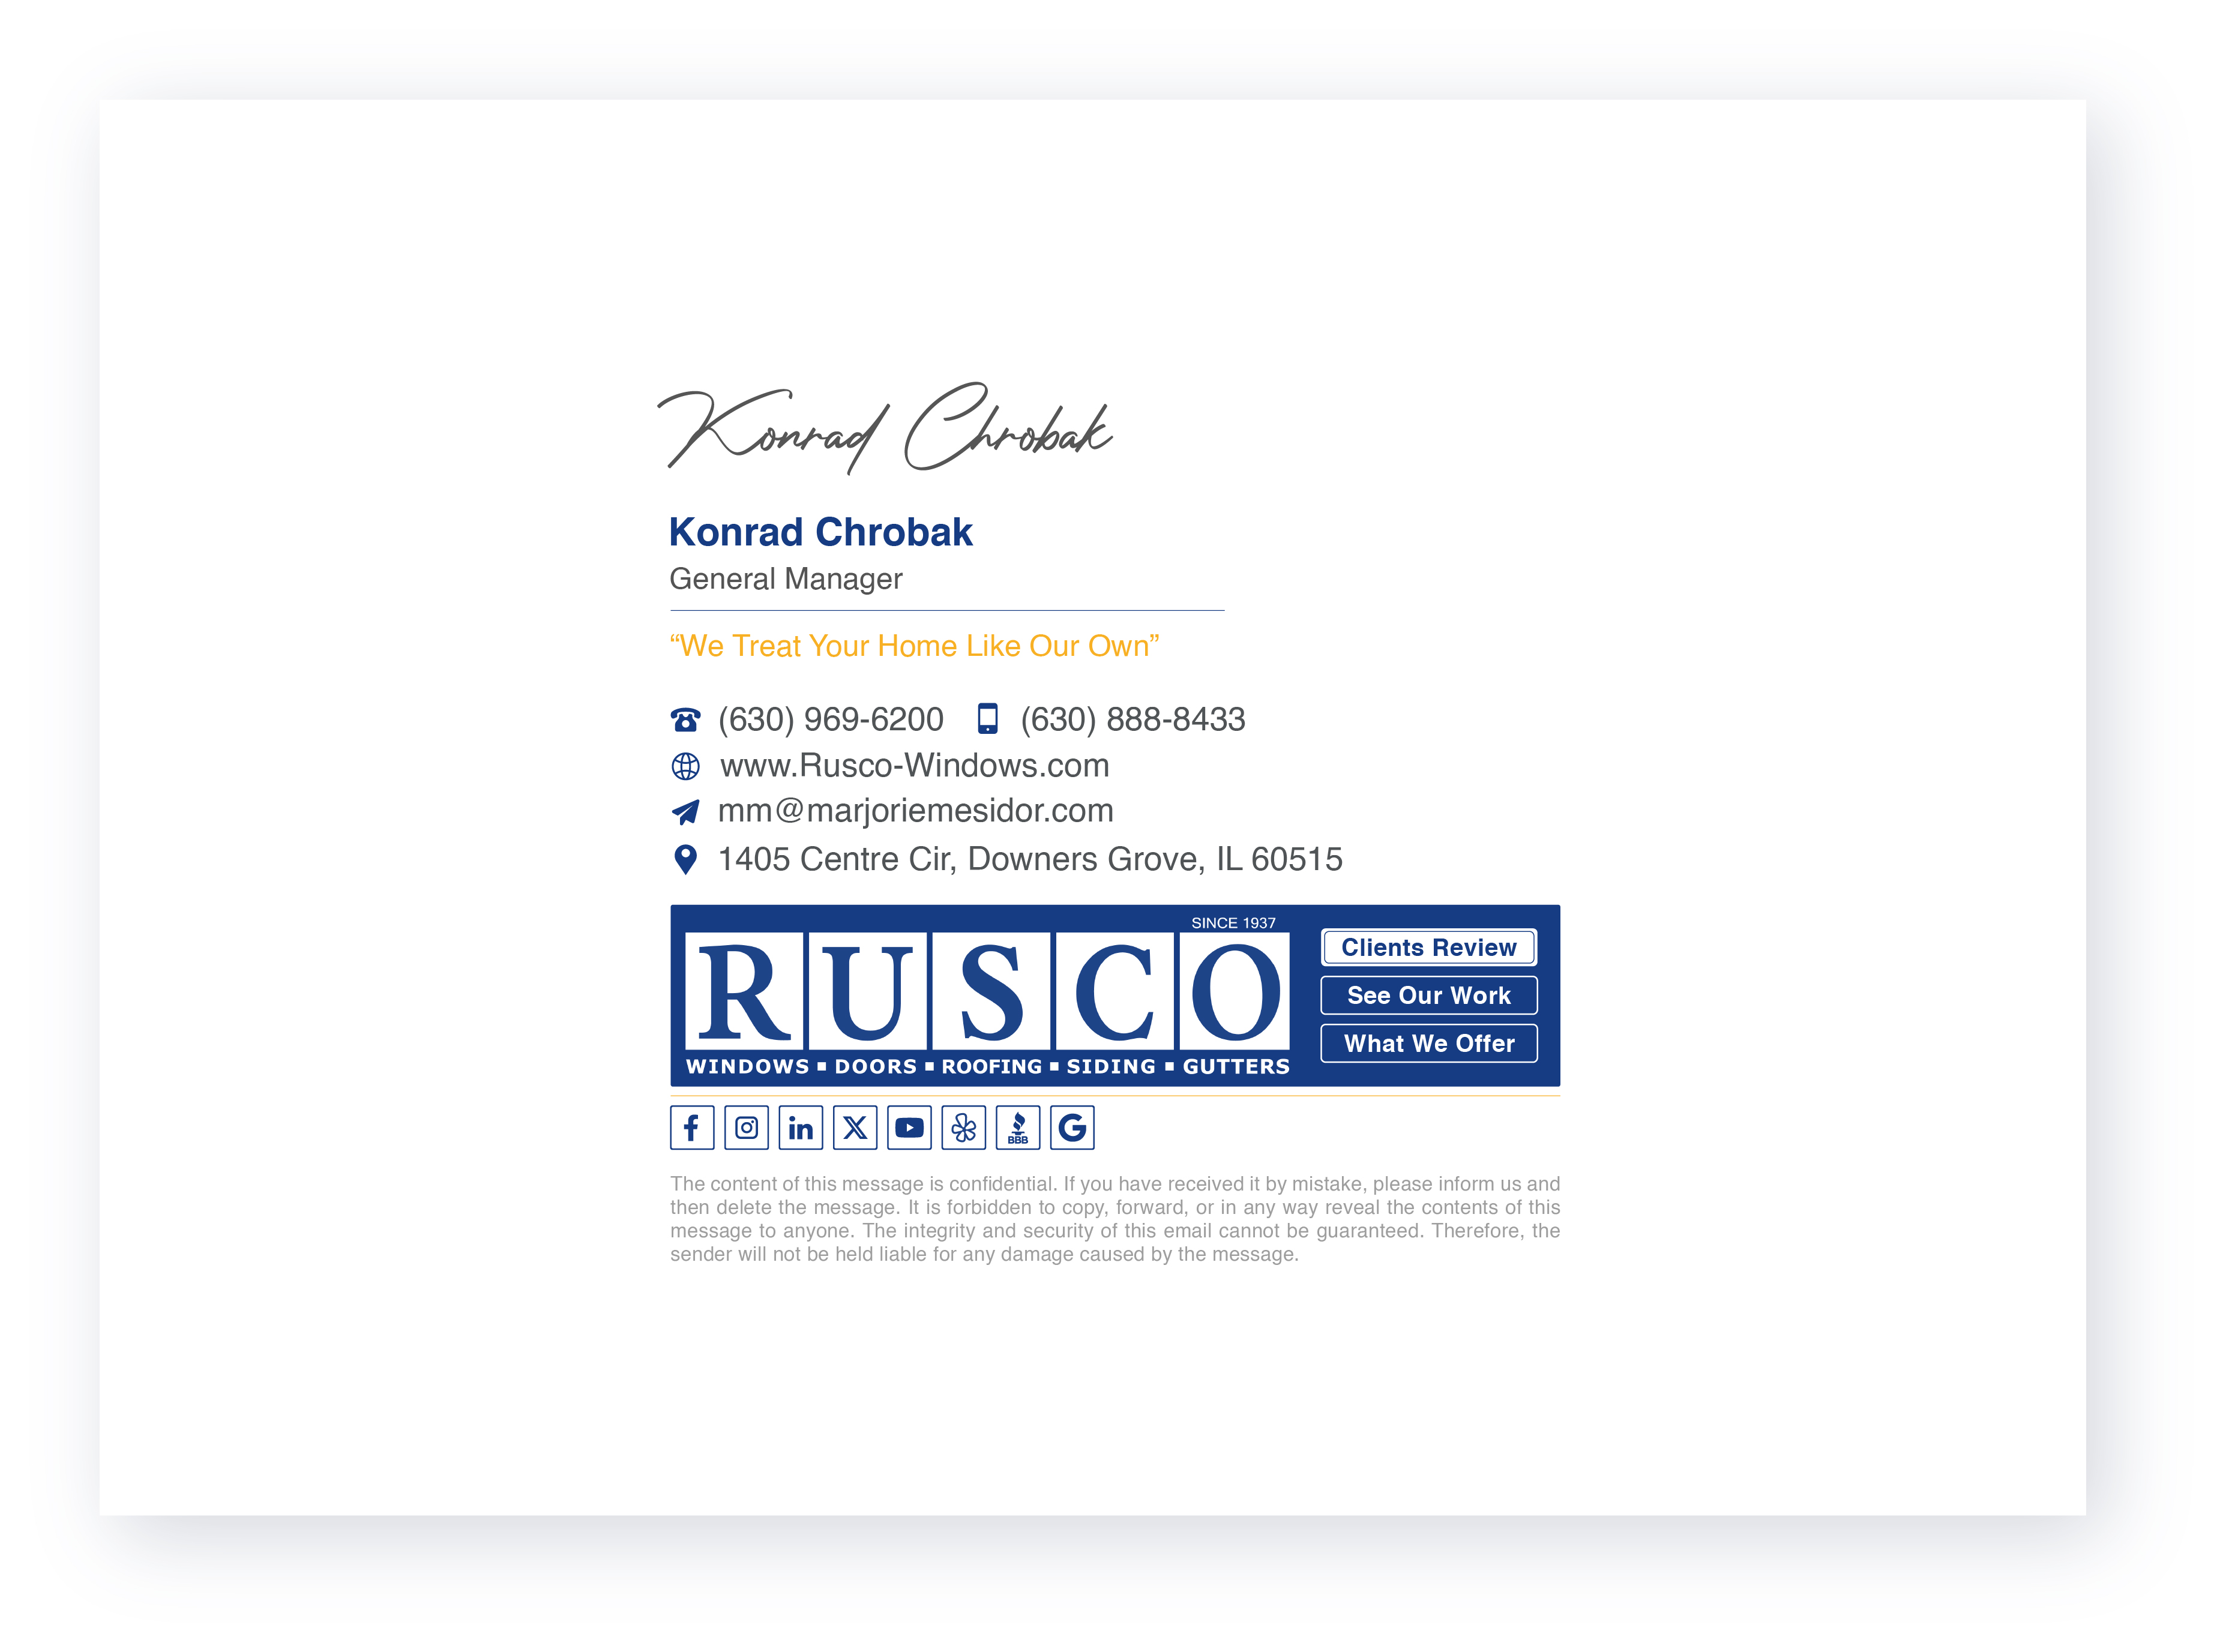 Konrad Chrobak
Konrad Chrobak
General Manager
“We Treat Your Home Like Our Own”
(630) 969-6200 (630) 888-8433
www.Rusco-Windows.com
mm@marjoriemesidor.com
1405 Centre Cir, Downers Grove, IL 60515
SINCE 1937
RUSCO
WINDOWS ▪ DOORS ▪ ROOFING ▪ SIDING ▪ GUTTERS
Clients Review
See Our Work
What We Offer
BBB
The content of this message is confidential. If you have received it by mistake, please inform us and
then delete the message. It is forbidden to copy, forward, or in any way reveal the contents of this
message to anyone. The integrity and security of this email cannot be guaranteed. Therefore, the
sender will not be held liable for any damage caused by the message.